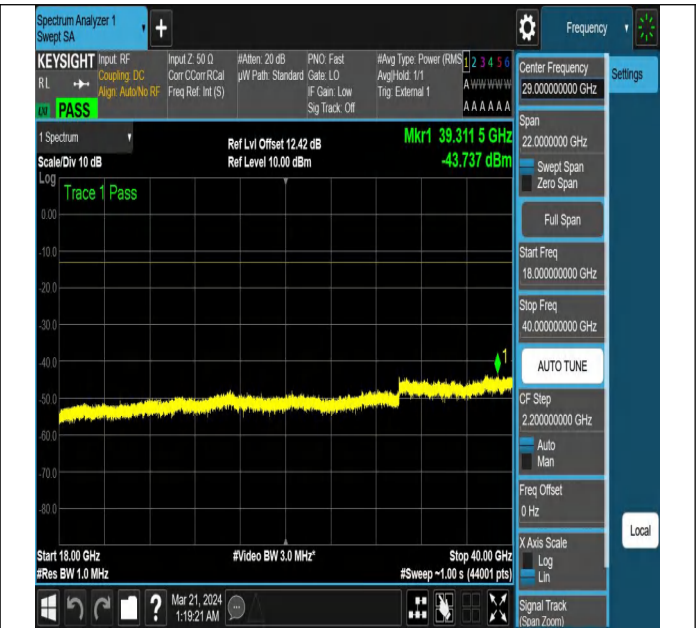 Spectrum Analyzer 1
Swept SA
+
Frequency
KEYSIGHT
RL
PASS
Input: RF
Coupling: DC
Align: Auto/No RF
Input Z: 50 Ω
Corr CCorr RCal
Freq Ref: Int (S)
#Atten: 20 dB
µW Path: Standard
PNO: Fast
Gate: LO
IF Gain: Low
Sig Track: Off
#Avg Type: Power (RMS
Avg|Hold: 1/1
Trig: External 1
1 2 3 4 5 6
A W W W W W
A A A A A A
Center Frequency
29.000000000 GHz
Settings
1 Spectrum
Scale/Div 10 dB
Ref Lvl Offset 12.42 dB
Ref Level 10.00 dBm
Mkr1 39.311 5 GHz
-43.737 dBm
Span
22.0000000 GHz
Swept Span
Zero Span
Full Span
Start Freq
18.000000000 GHz
Stop Freq
40.000000000 GHz
AUTO TUNE
CF Step
2.200000000 GHz
Auto
Man
Freq Offset
0 Hz
X Axis Scale
Log
Lin
Signal Track
(Span Zoom)
Local
Log
Trace 1 Pass
0.00
-10.0
-20.0
-30.0
-40.0
1
-50.0
-60.0
-70.0
-80.0
Start 18.00 GHz
#Video BW 3.0 MHz*
Stop 40.00 GHz
#Res BW 1.0 MHz
#Sweep ~1.00 s (44001 pts)
?
Mar 21, 2024
1:19:21 AM